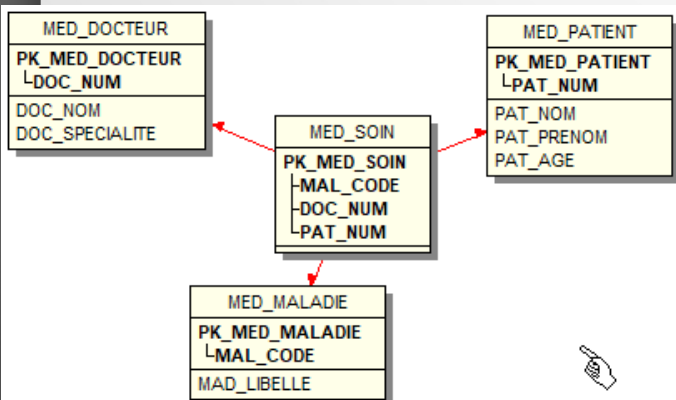 MED_DOCTEUR
PK_MED_DOCTEUR
DOC_NUM
DOC_NOM
DOC_SPECIALITE
MED_PATIENT
PK_MED_PATIENT
PAT_NUM
PAT_NOM
PAT_PRENOM
PAT_AGE
MED_SOIN
PK_MED_SOIN
MAL_CODE
DOC_NUM
PAT_NUM
MED_MALADIE
PK_MED_MALADIE
MAL_CODE
MAD_LIBELLE